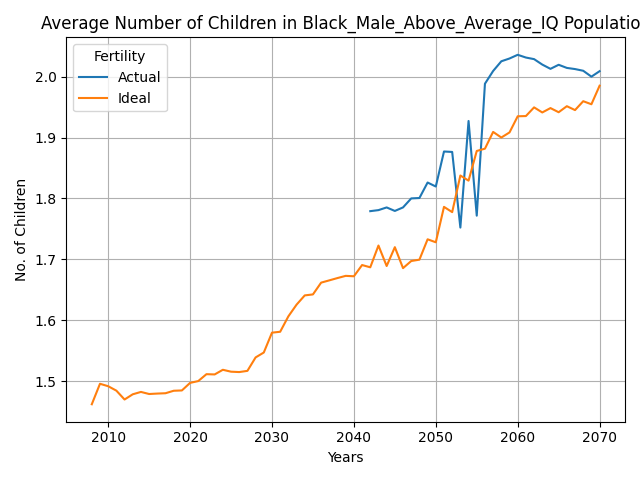 Average Number of Children in Black_Male_Above_Average_IQ Populatio
Fertility
Actual
Ideal
2.0
1.9
1.8
1.7
1.6
1.5
No. of Children
2010 2020 2030 2040 2050 2060 2070
Years